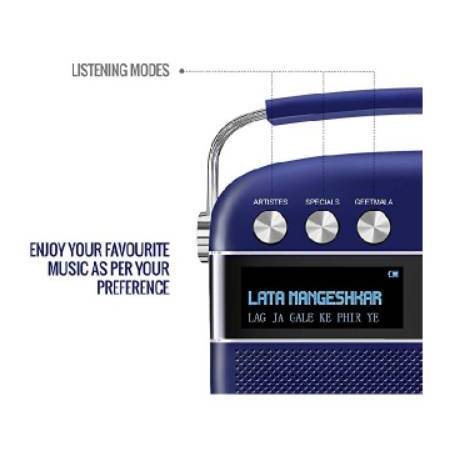 LISTENING MODES
ARTISTES SPECIALS GEETMALA
ENJOY YOUR FAVOURITE
MUSIC AS PER YOUR
PREFERENCE
LATA MANGESHKAR
LAG JA GALE KE PHIR YE